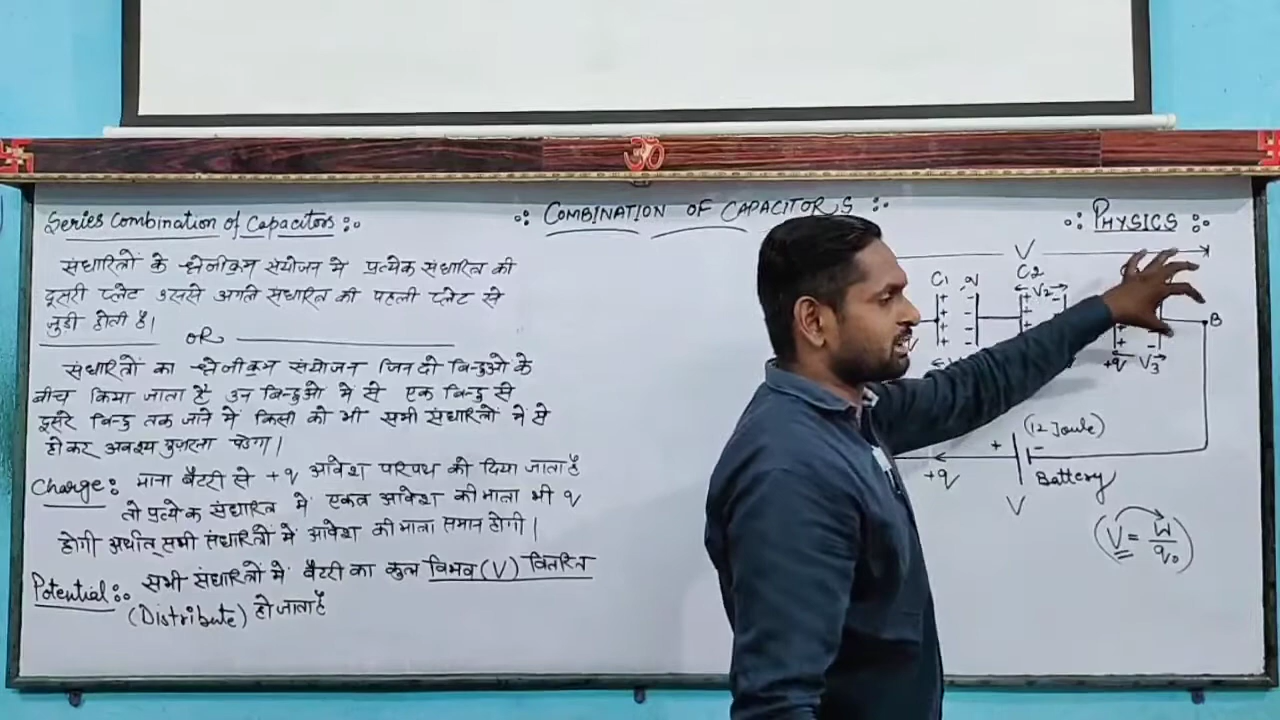 ॐ
:: COMBINATION OF CAPACITORS ::
:: PHYSICS ::
Series Combination of Capacitors ::
संधारित्रों के श्रेणीक्रम संयोजन में प्रत्येक संधारित्र की
दूसरी प्लेट उससे अगले संधारित्र की पहली प्लेट से
जुड़ी होती है।
OR
संधारित्रों का श्रेणीक्रम संयोजन जिन दो बिन्दुओं के
बीच किया जाता है उन बिन्दुओं में से एक बिन्दु से
दूसरे बिन्दु तक जाने में किसी को भी सभी संधारित्रों में से
होकर अवश्य गुजरना पड़ेगा।
Charge: माना बैटरी से +q आवेश परिपथ को दिया जाता है
तो प्रत्येक संधारित्र में एकत्र आवेश की मात्रा भी q
होगी अर्थात् सभी संधारित्रों में आवेश की मात्रा समान होगी।
Potential:: सभी संधारित्रों में बैटरी का कुल विभव (V) वितरित
(Distribute) हो जाता है
V
C1 C2
V2
B
+q V3
(12 Joule)
+ -
+q Battery
V
(V = W/q0)